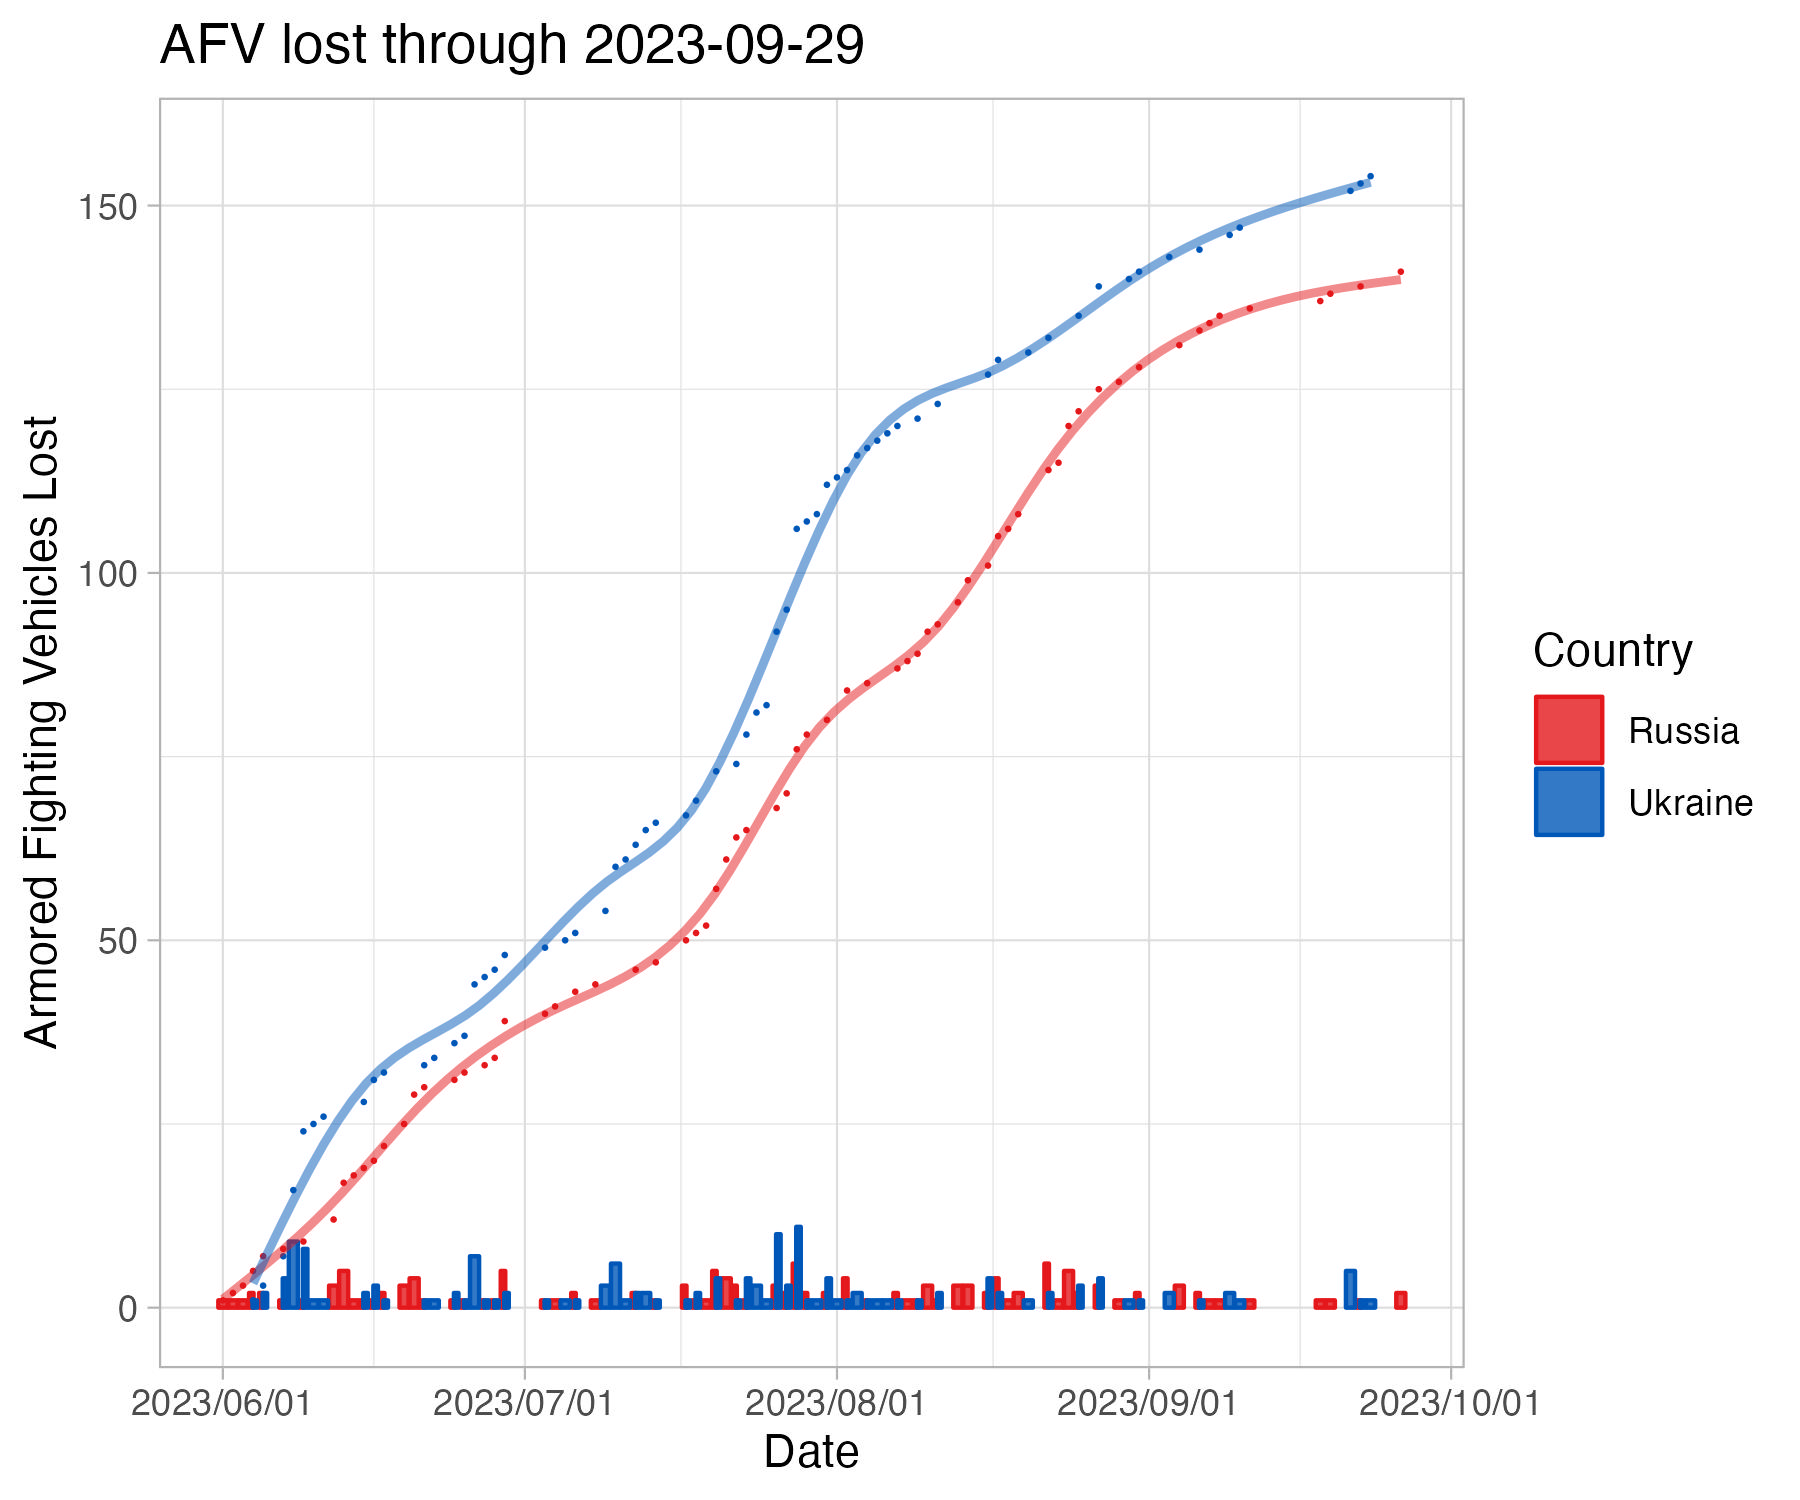 AFV lost through 2023-09-29
Armored Fighting Vehicles Lost
150
100
50
0
2023/06/01
2023/07/01
2023/08/01
2023/09/01
2023/10/01
Date
Country
Russia
Ukraine